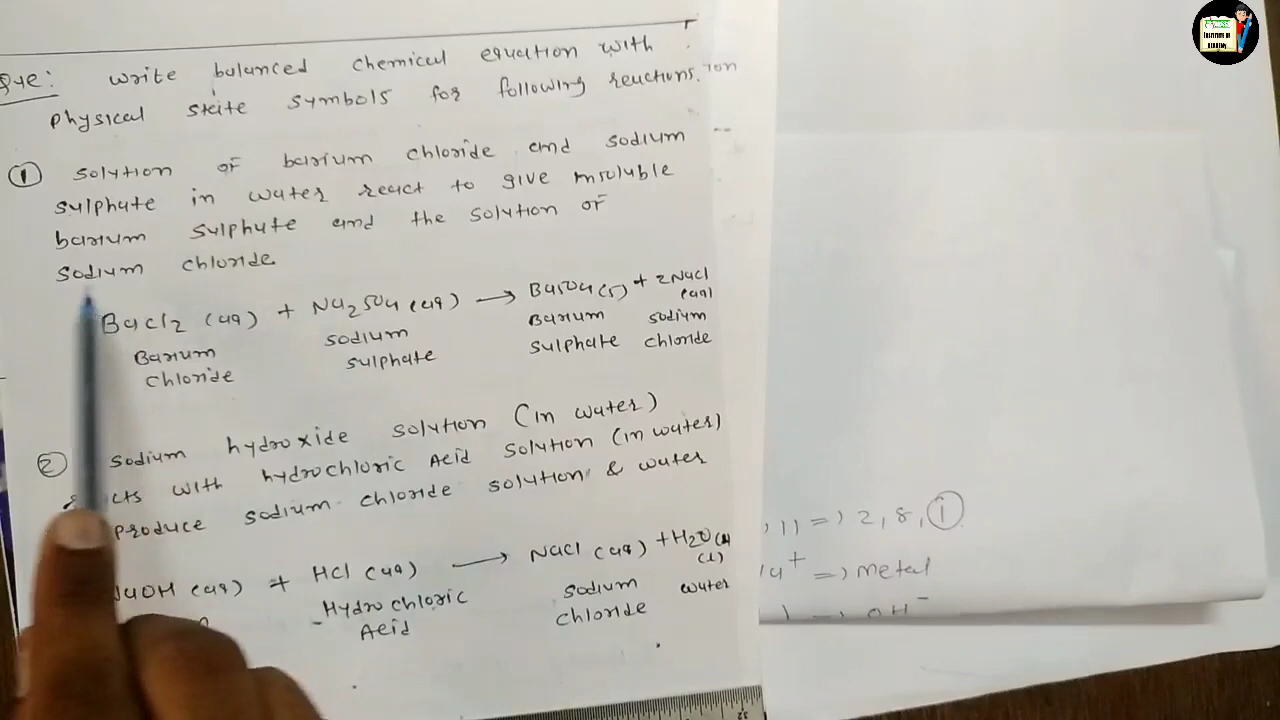 Que: Write balanced chemical equation with
physical state symbols for following reactions.
① Solution of barium chloride and sodium
sulphate in water react to give insoluble
barium sulphate and the solution of
sodium chloride
BaCl2 (aq) + Na2SO4 (aq) → BaSO4 (s) + 2NaCl
(aq)
Barium sodium Barium sodium
chloride sulphate sulphate chloride
② sodium hydroxide solution (in water)
with hydrochloric Acid solution (in water)
produce sodium chloride solution & water
NaOH (aq) + HCl (aq) → NaCl (aq) + H2O
(l)
Hydrochloric sodium water
Acid chloride
11 => 2, 8, ①
+ => metal
OH-